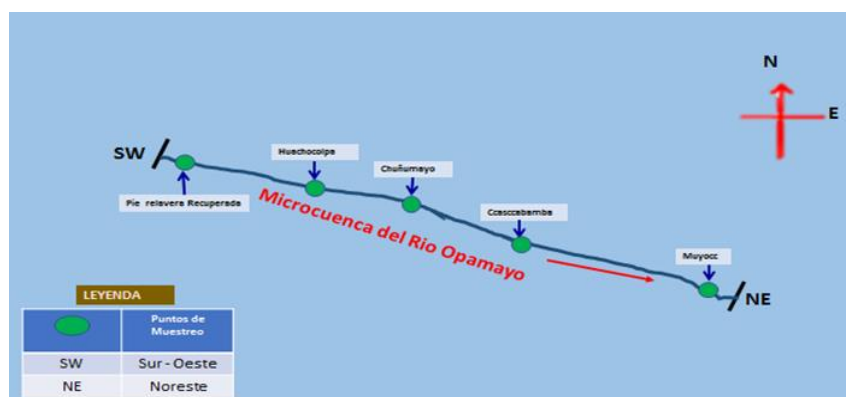 N
E
SW
Huachocolpa
Chuñumayo
Pie relavera Recuperada
Ccasccabamba
Microcuenca del Rio Opamayo
Muyocc
NE
LEYENDA
Puntos de
Muestreo
SW Sur - Oeste
NE Noreste